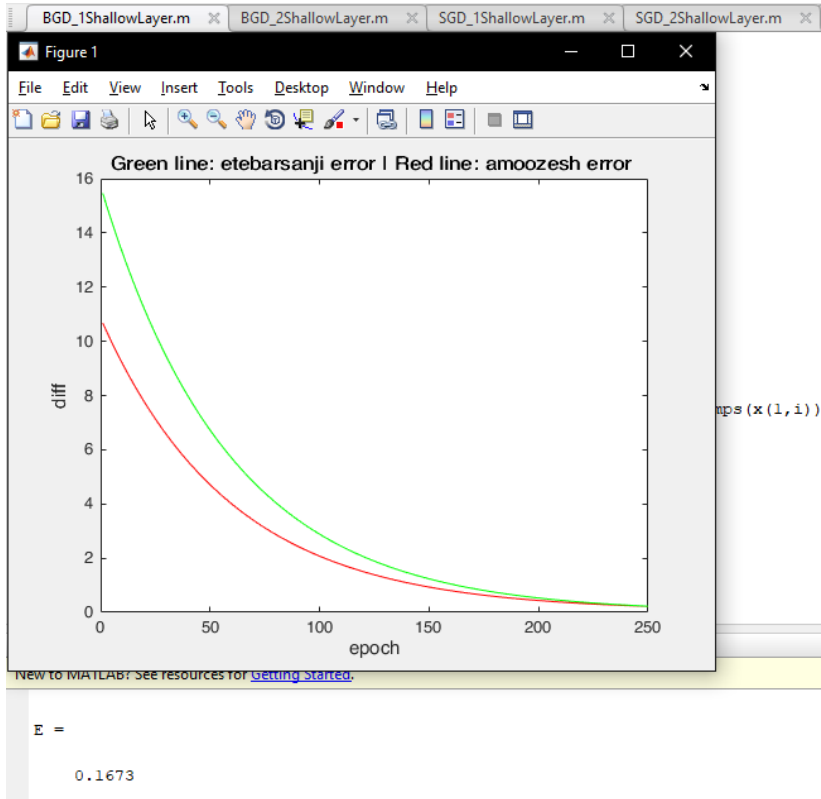 BGD_1ShallowLayer.m BGD_2ShallowLayer.m SGD_1ShallowLayer.m SGD_2ShallowLayer.m
Figure 1
File Edit View Insert Tools Desktop Window Help
Green line: etebarsanji error | Red line: amoozesh error
16
14
12
10
8
6
4
2
0
diff
0 50 100 150 200 250
epoch
mps(x(1,i))
New to MATLAB? See resources for Getting Started.
E =
0.1673